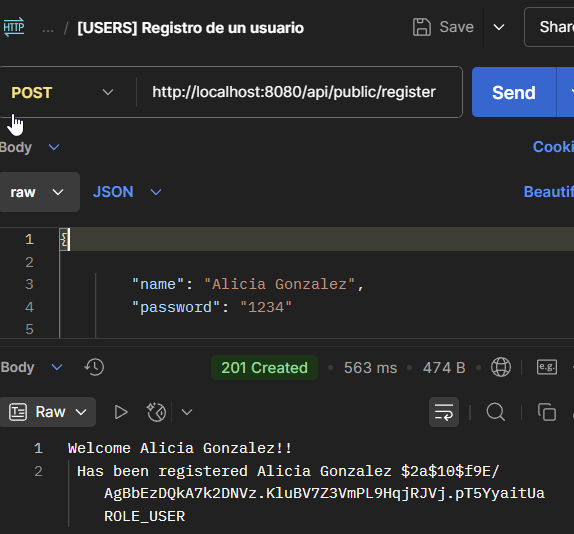 HTTP ... / [USERS] Registro de un usuario Save Share
POST http://localhost:8080/api/public/register Send
Body Cooki
raw JSON Beautif
1 {
2
3 "name": "Alicia Gonzalez",
4 "password": "1234"
5
Body 201 Created • 563 ms • 474 B • e.g.
Raw
1 Welcome Alicia Gonzalez!!
2 Has been registered Alicia Gonzalez $2a$10$f9E/
AgBbEzDQkA7k2DNVz.KluBV7Z3VmPL9HqjRJVj.pT5YyaitUa
ROLE_USER